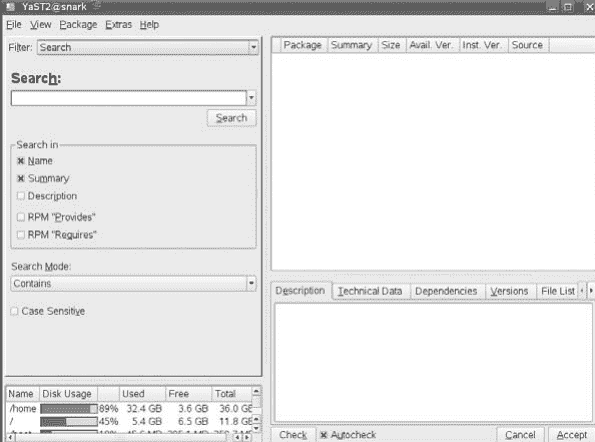 YaST2@snark
File View Package Extras Help
Filter: Search
Search:
Search
Search in
Name
Summary
Description
RPM "Provides"
RPM "Requires"
Search Mode:
Contains
Case Sensitive
Name Disk Usage Used Free Total
/home 89% 32.4 GB 3.6 GB 36.0 GB
/ 45% 5.4 GB 6.5 GB 11.8 GB
Package Summary Size Avail. Ver. Inst. Ver. Source
Description Technical Data Dependencies Versions File List
Check Autocheck Cancel Accept